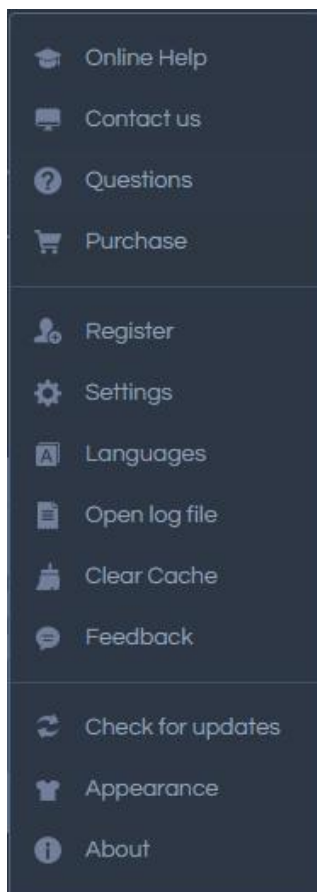 Online Help
Contact us
Questions
Purchase
Register
Settings
Languages
Open log file
Clear Cache
Feedback
Check for updates
Appearance
About